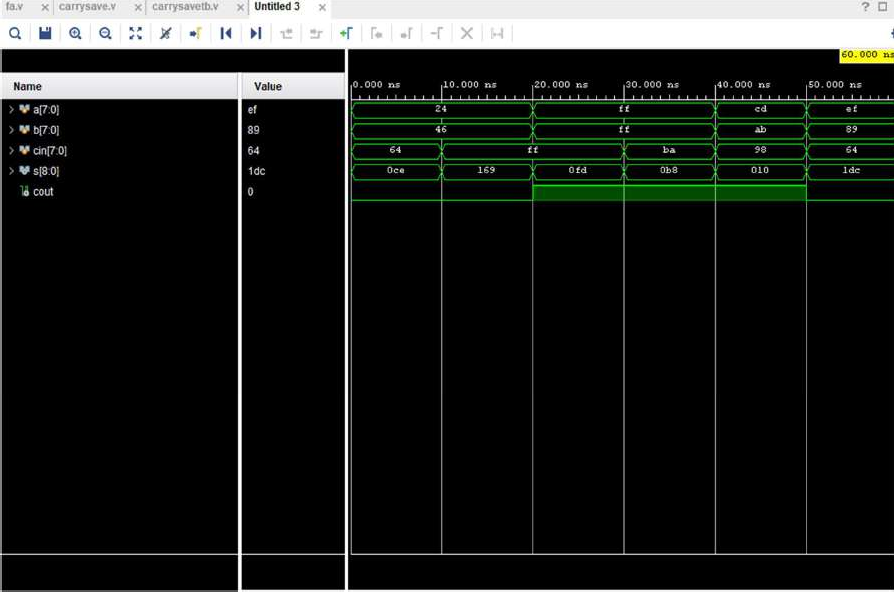 fa.v × carrysave.v × carrysavetb.v × Untitled 3 × ?
60.000 ns
Name Value 0.000 ns 10.000 ns 20.000 ns 30.000 ns 40.000 ns 50.000 ns
a[7:0] ef 24 ff cd ef
b[7:0] 89 46 ff ab 89
cin[7:0] 64 64 ff ba 98 64
s[8:0] 1dc 0ce 169 0fd 0b8 010 1dc
cout 0